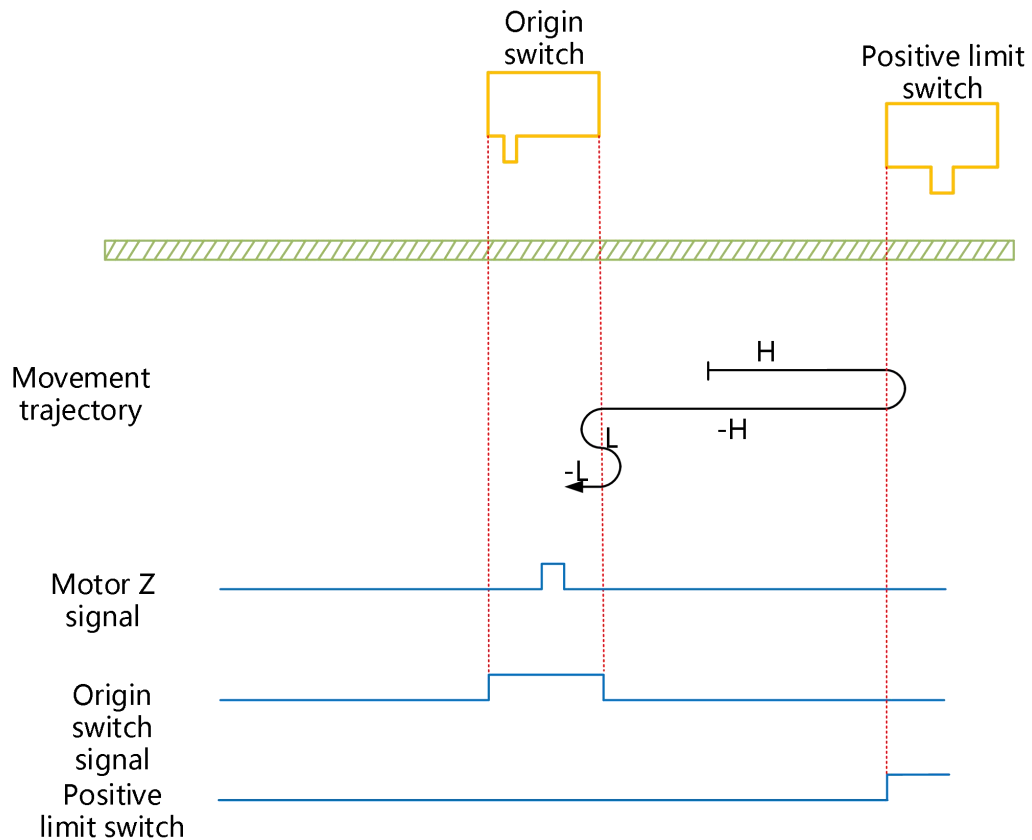 Origin
switch
Positive limit
switch
H
Movement
trajectory
-H
L
-L
Motor Z
signal
Origin
switch
signal
Positive
limit switch